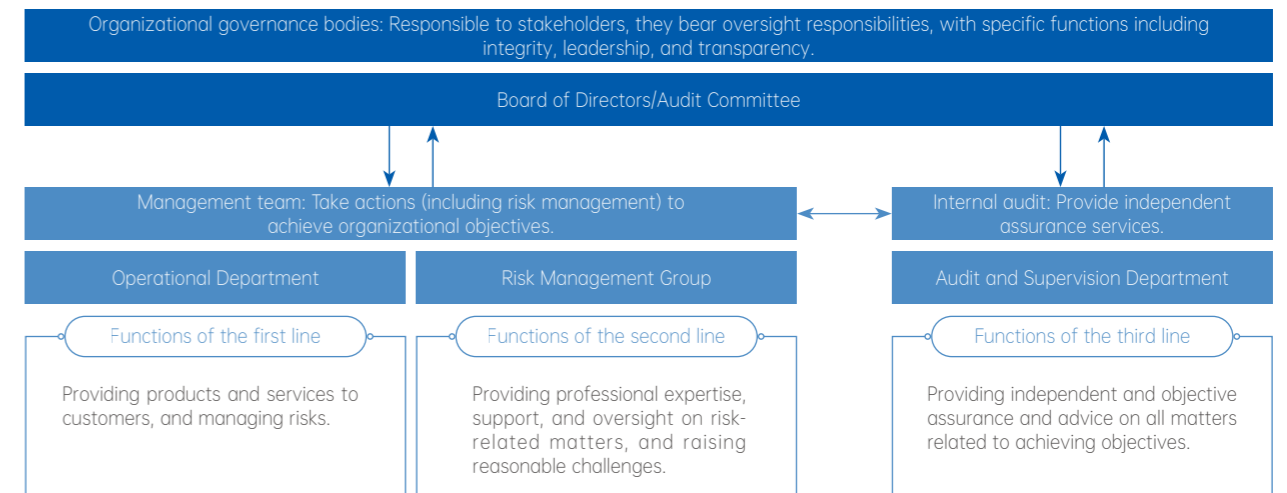 Organizational governance bodies: Responsible to stakeholders, they bear oversight responsibilities, with specific functions including
integrity, leadership, and transparency.
Board of Directors/Audit Committee
Management team: Take actions (including risk management) to
achieve organizational objectives.
Internal audit: Provide independent
assurance services.
Operational Department
Risk Management Group
Audit and Supervision Department
Functions of the first line
Providing products and services to
customers, and managing risks.
Functions of the second line
Providing professional expertise,
support, and oversight on risk-
related matters, and raising
reasonable challenges.
Functions of the third line
Providing independent and objective
assurance and advice on all matters
related to achieving objectives.